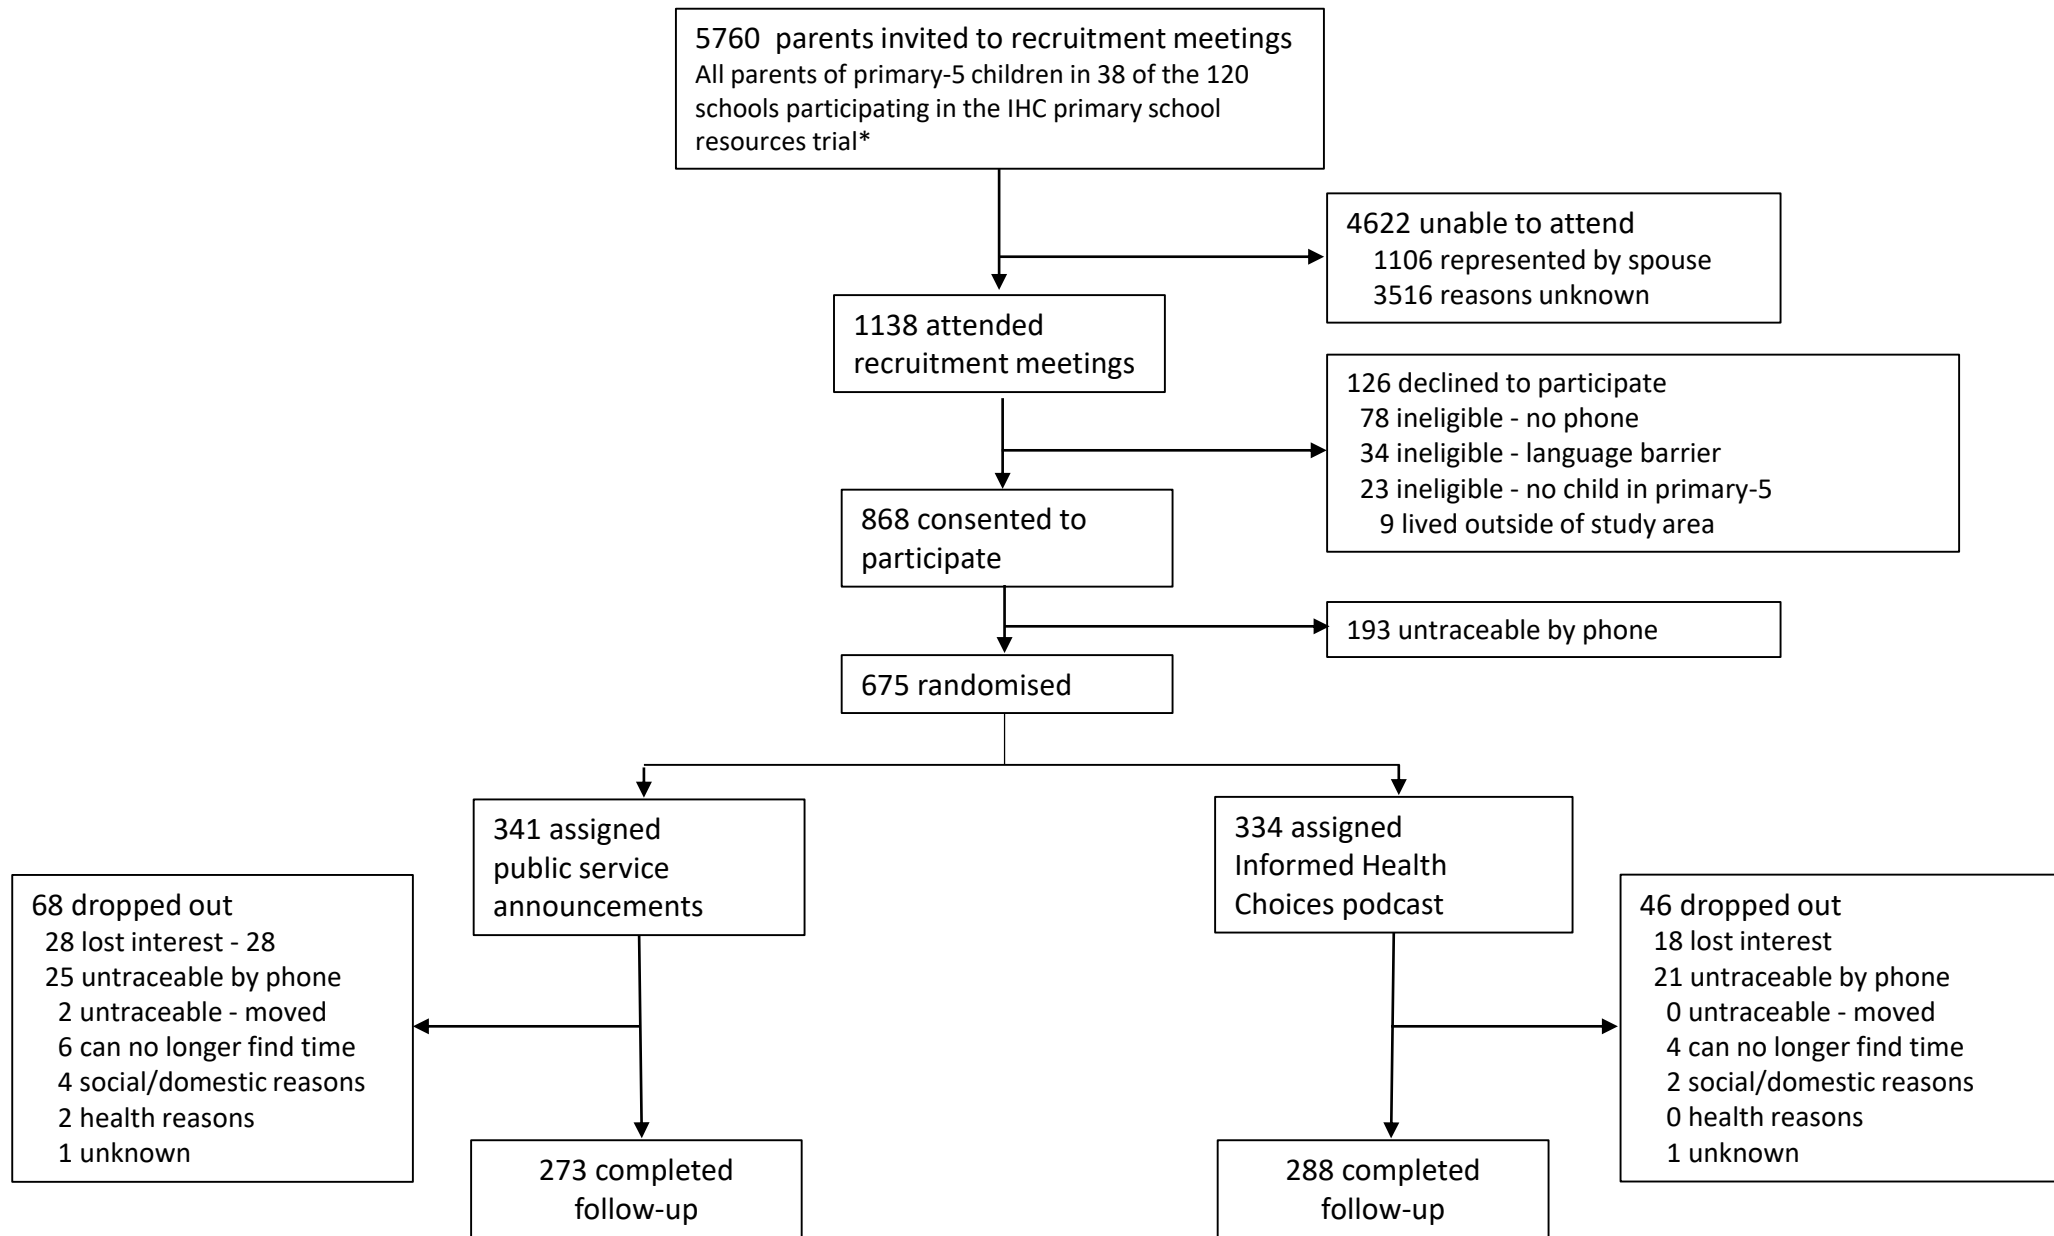 5760 parents invited to recruitment meetings
All parents of primary-5 children in 38 of the 120
schools participating in the IHC primary school
resources trial*
4622 unable to attend
1106 represented by spouse
3516 reasons unknown
1138 attended
recruitment meetings
126 declined to participate
78 ineligible - no phone
34 ineligible - language barrier
23 ineligible - no child in primary-5
9 lived outside of study area
868 consented to
participate
193 untraceable by phone
675 randomised
341 assigned
public service
announcements
334 assigned
Informed Health
Choices podcast
68 dropped out
28 lost interest - 28
25 untraceable by phone
2 untraceable - moved
6 can no longer find time
4 social/domestic reasons
2 health reasons
1 unknown
46 dropped out
18 lost interest
21 untraceable by phone
0 untraceable - moved
4 can no longer find time
2 social/domestic reasons
0 health reasons
1 unknown
273 completed
follow-up
288 completed
follow-up